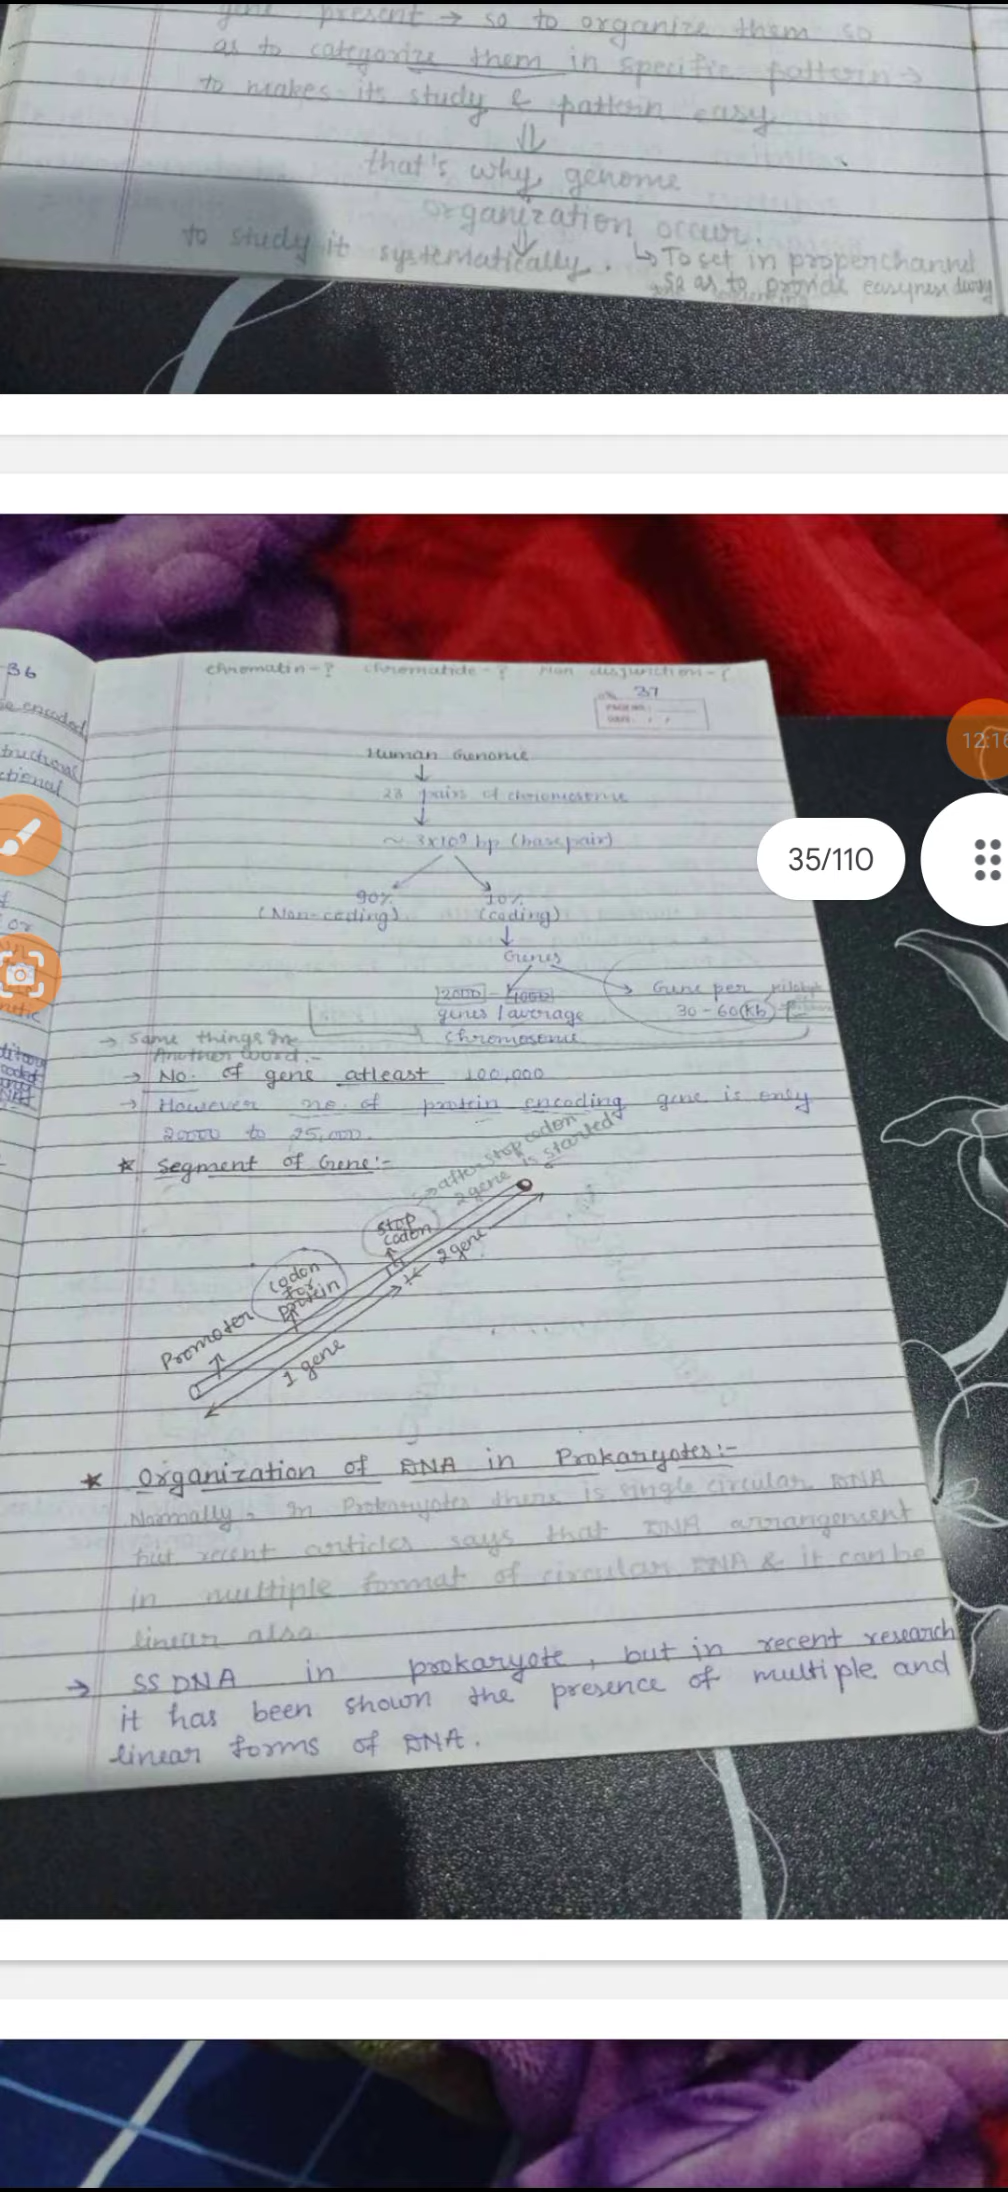 gene present → so to organize them so
as to categorize them in specific pattern →
to makes its study & pattern easy
that's why, genome
organization occur.
to study it systematically.
↳ To set in proper channel
so as to provide easyness during
36
encoded
chromatin - ? chromatide - ? Non disjunction - ?
37
PAGE NO.:
DATE: / /
Human Genome
23 pairs of chromosome
~ 3x10⁹ bp (base pair)
90% 10%
(Non-coding) (coding)
Genes
2000 -
genes / average
chromosome
Gene per
30 - 60 kb
→ Same things in
Another word :-
→ No. of gene atleast 100,000
→ However no. of protein encoding gene is only
20000 to 25,000.
* Segment of Gene :-
→ after stop codon
2 gene is started
stop
codon
2 gene
codon
for
protein
Promoter
1 gene
* Organization of DNA in Prokaryotes :-
Normally, In Prokaryotes there is single circular DNA
but recent articles says that DNA arrangement
in multiple format of circular DNA & it can be
linear also
→ SS DNA in prokaryote, but in recent research
it has been shown the presence of multiple and
linear forms of DNA.
12:16
35/110